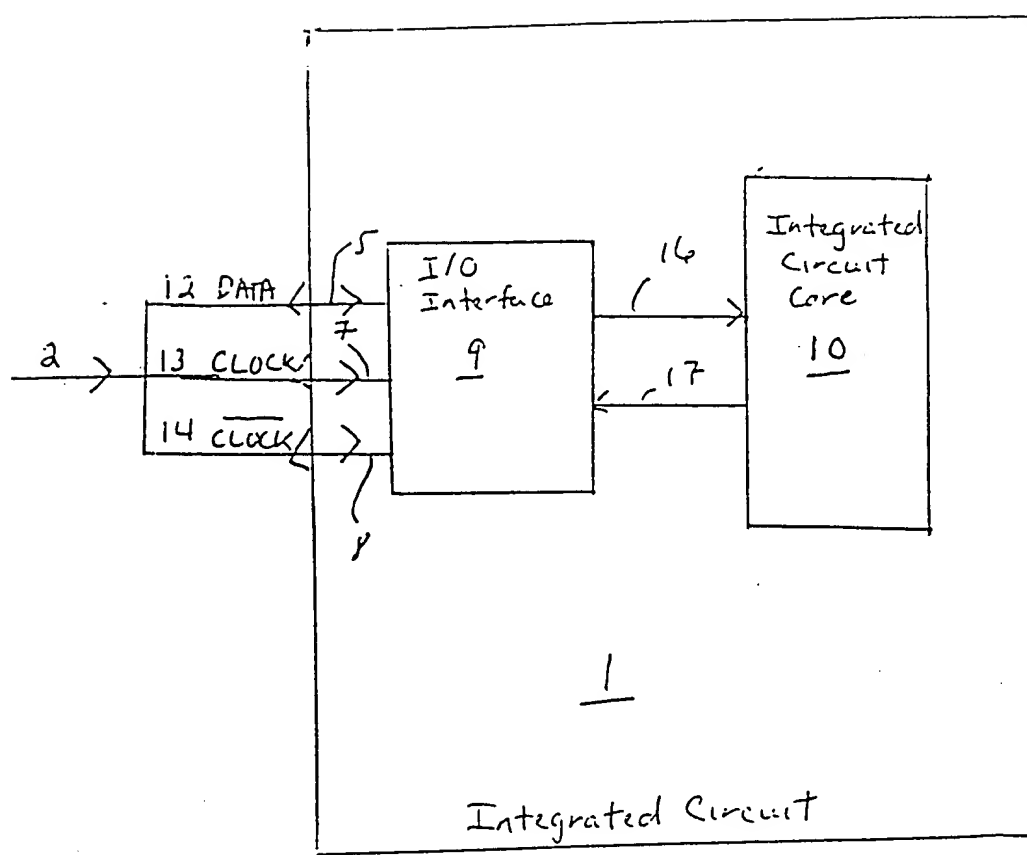 5
I/O
Interface
9
16
Integrated
Circuit
Core
10
12 DATA
7
2
13 CLOCK
17
14 C̅L̅O̅C̅K̅
8
1
Integrated Circuit